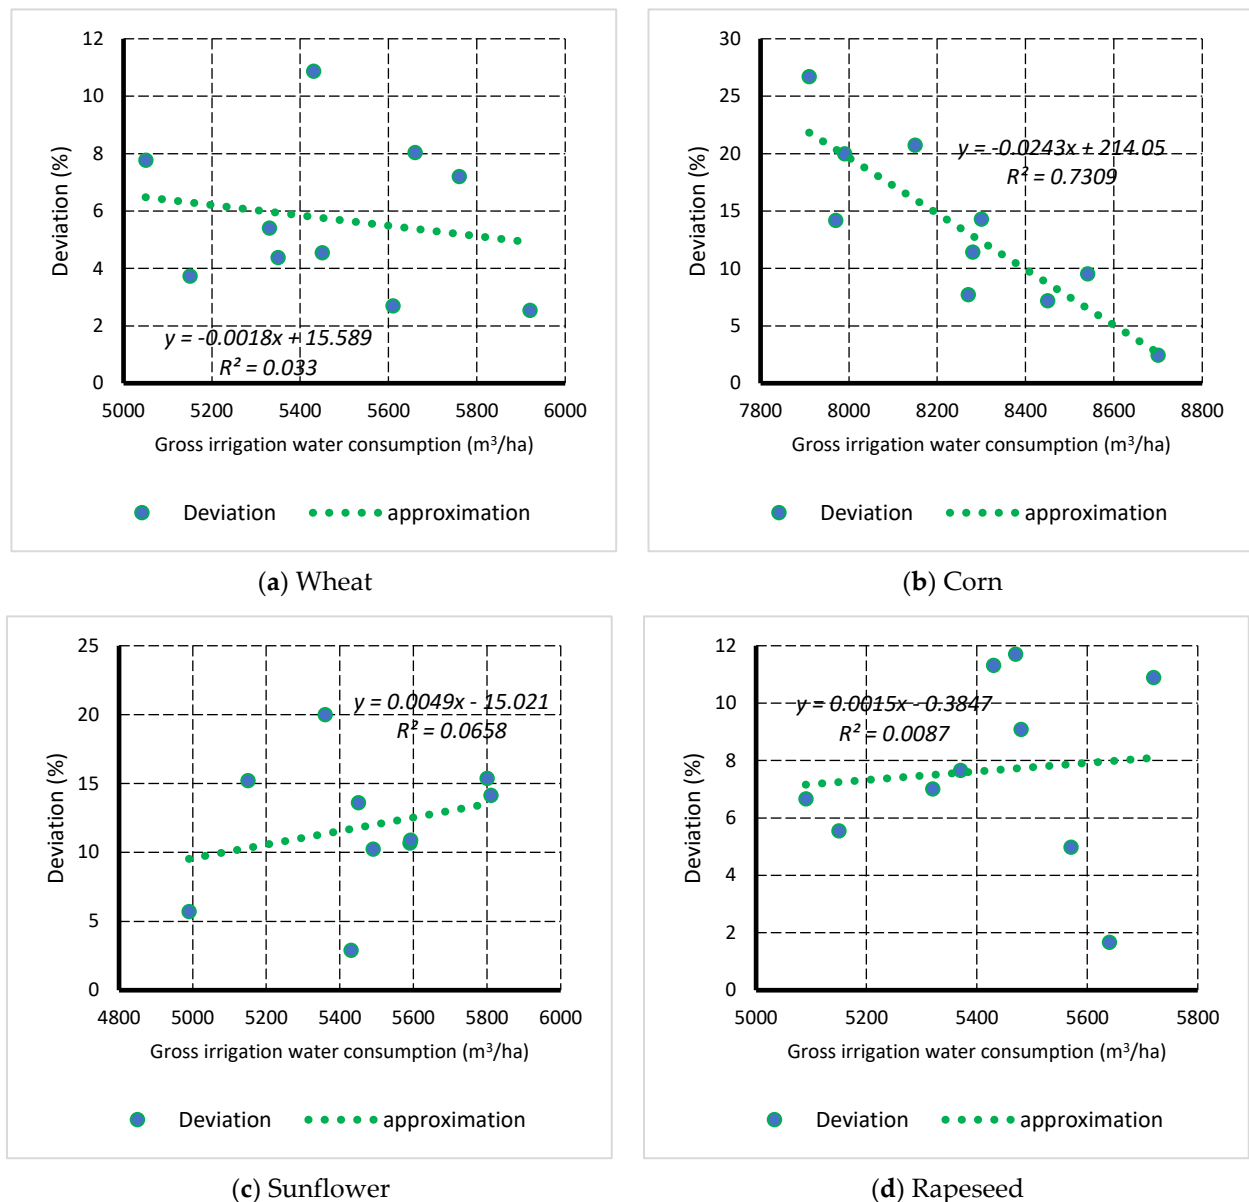 12
10
8
6
4
2
0
Deviation (%)
y = -0.0018x + 15.589
R² = 0.033
5000 5200 5400 5600 5800 6000
Gross irrigation water consumption (m³/ha)
Deviation approximation
(a) Wheat
30
25
20
15
10
5
0
Deviation (%)
y = -0.0243x + 214.05
R² = 0.7309
7800 8000 8200 8400 8600 8800
Gross irrigation water consumption (m³/ha)
Deviation approximation
(b) Corn
25
20
15
10
5
0
Deviation (%)
y = 0.0049x - 15.021
R² = 0.0658
4800 5000 5200 5400 5600 5800 6000
Gross irrigation water consumption (m³/ha)
Deviation approximation
(c) Sunflower
12
10
8
6
4
2
0
Deviation (%)
y = 0.0015x - 0.3847
R² = 0.0087
5000 5200 5400 5600 5800
Gross irrigation water consumption (m³/ha)
Deviation approximation
(d) Rapeseed